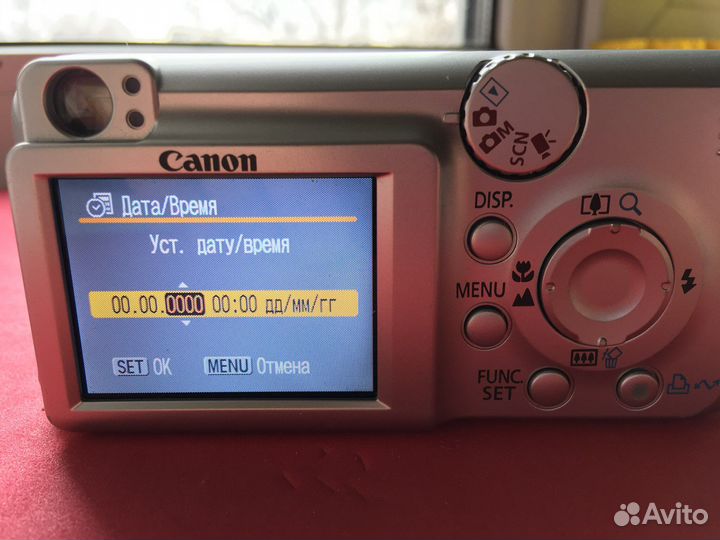 Canon
Дата/Время
Уст. дату/время
00.00.0000 00:00 дд/мм/гг
SET OK MENU Отмена
M
SCN
DISP.
MENU
FUNC.
SET
Avito